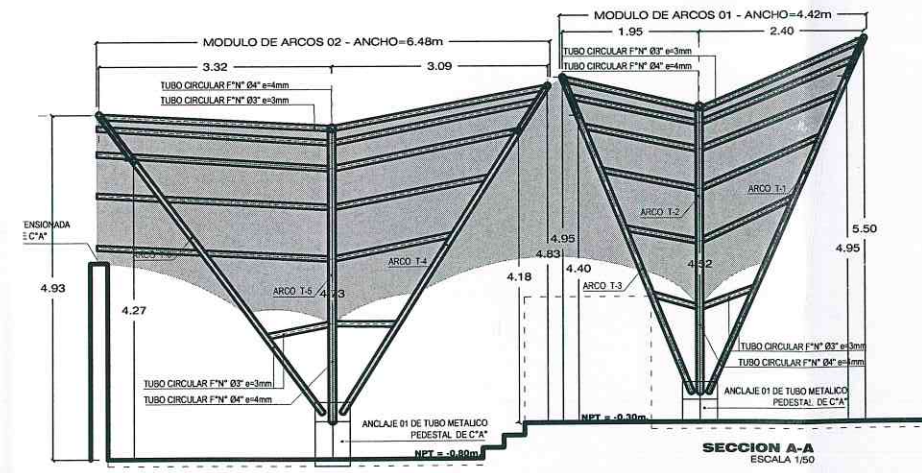 MODULO DE ARCOS 02 - ANCHO=6.48m
3.32
3.09
TUBO CIRCULAR F"N" Ø4" e=4mm
TUBO CIRCULAR F"N" Ø3" e=3mm
MODULO DE ARCOS 01 - ANCHO=4.42m
1.95
2.40
TUBO CIRCULAR F"N" Ø3" e=3mm
TUBO CIRCULAR F"N" Ø4" e=4mm
ENSIONADA
C"A"
4.93
4.27
ARCO T-5
4.73
ARCO T-4
4.18
4.83
4.95
4.40
ARCO T-1
ARCO T-2
ARCO T-3
4.52
5.50
4.95
TUBO CIRCULAR F"N" Ø3" e=3mm
TUBO CIRCULAR F"N" Ø4" e=4mm
TUBO CIRCULAR F"N" Ø3" e=3mm
TUBO CIRCULAR F"N" Ø4" e=4mm
ANCLAJE 01 DE TUBO METALICO
PEDESTAL DE C"A"
NPT = -0.80m
NPT = -0.30m
ANCLAJE 01 DE TUBO METALICO
PEDESTAL DE C"A"
SECCION A-A
ESCALA 1/50